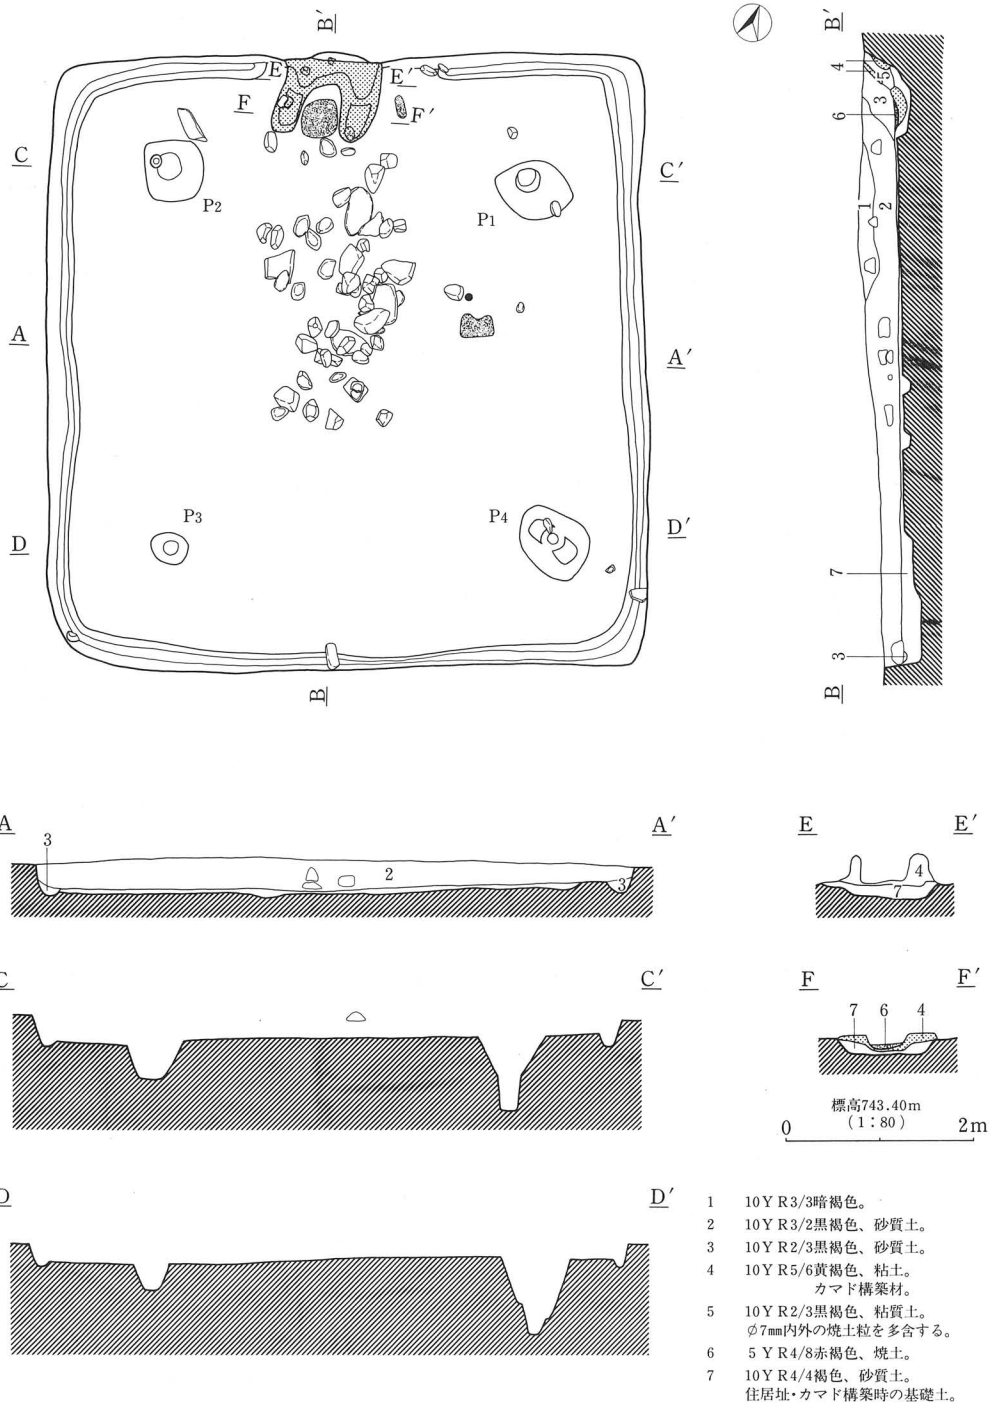 B′
B′
E
E′
F
F′
4
5
3
6
C
C′
P2
P1
1
2
A
A′
P3
P4
D
D′
7
3
B
B
A
A′
3
2
3
E
E′
4
7
C
C′
F
F′
7
6
4
標高743.40m
(1:80)
0
2m
D
D′
1 10YR3/3暗褐色。
2 10YR3/2黒褐色、砂質土。
3 10YR2/3黒褐色、砂質土。
4 10YR5/6黄褐色、粘土。
カマド構築材。
5 10YR2/3黒褐色、粘質土。
∅7㎜内外の焼土粒を多含する。
6 5YR4/8赤褐色、焼土。
7 10YR4/4褐色、砂質土。
住居址・カマド構築時の基礎土。